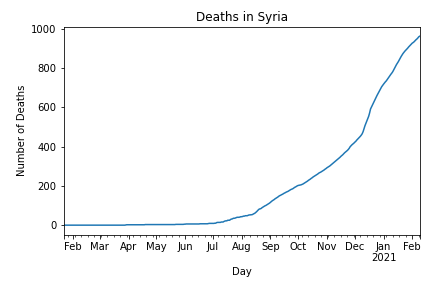 Deaths in Syria
1000
800
600
400
200
0
Number of Deaths
Feb Mar Apr May Jun Jul Aug Sep Oct Nov Dec Jan Feb
2021
Day